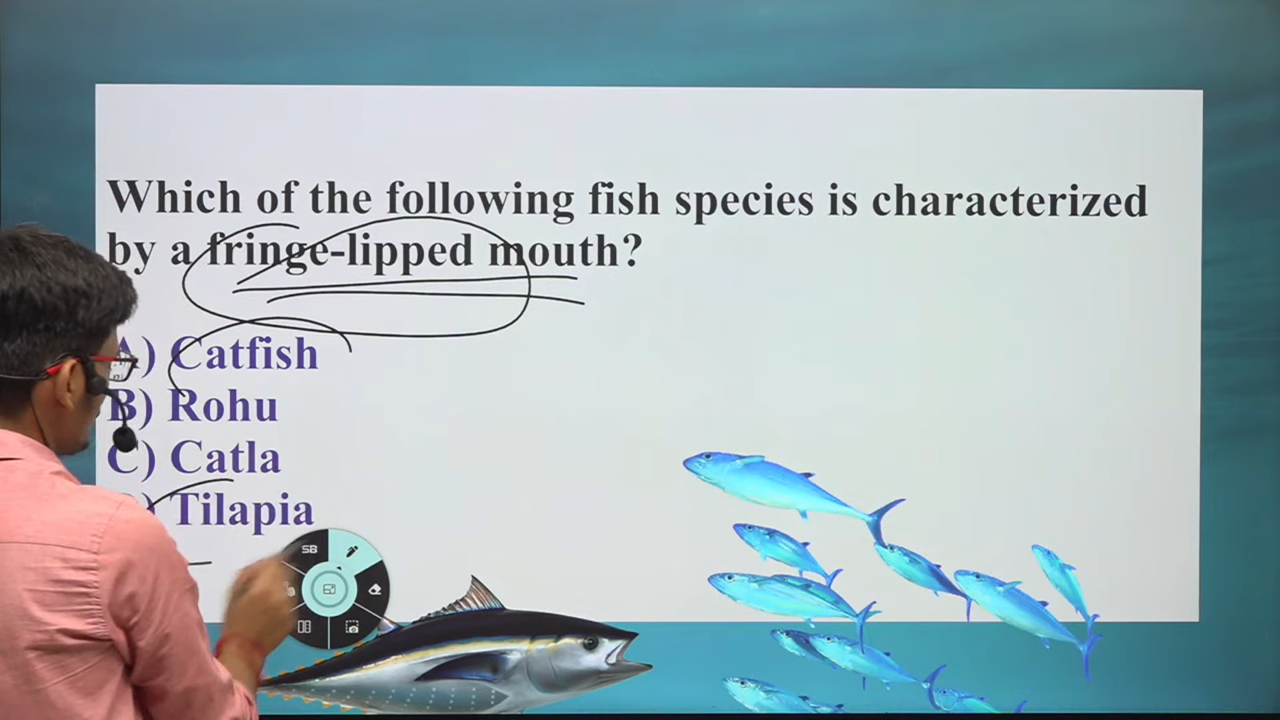 Which of the following fish species is characterized
by a fringe-lipped mouth?
A) Catfish
B) Rohu
C) Catla
D) Tilapia
SB